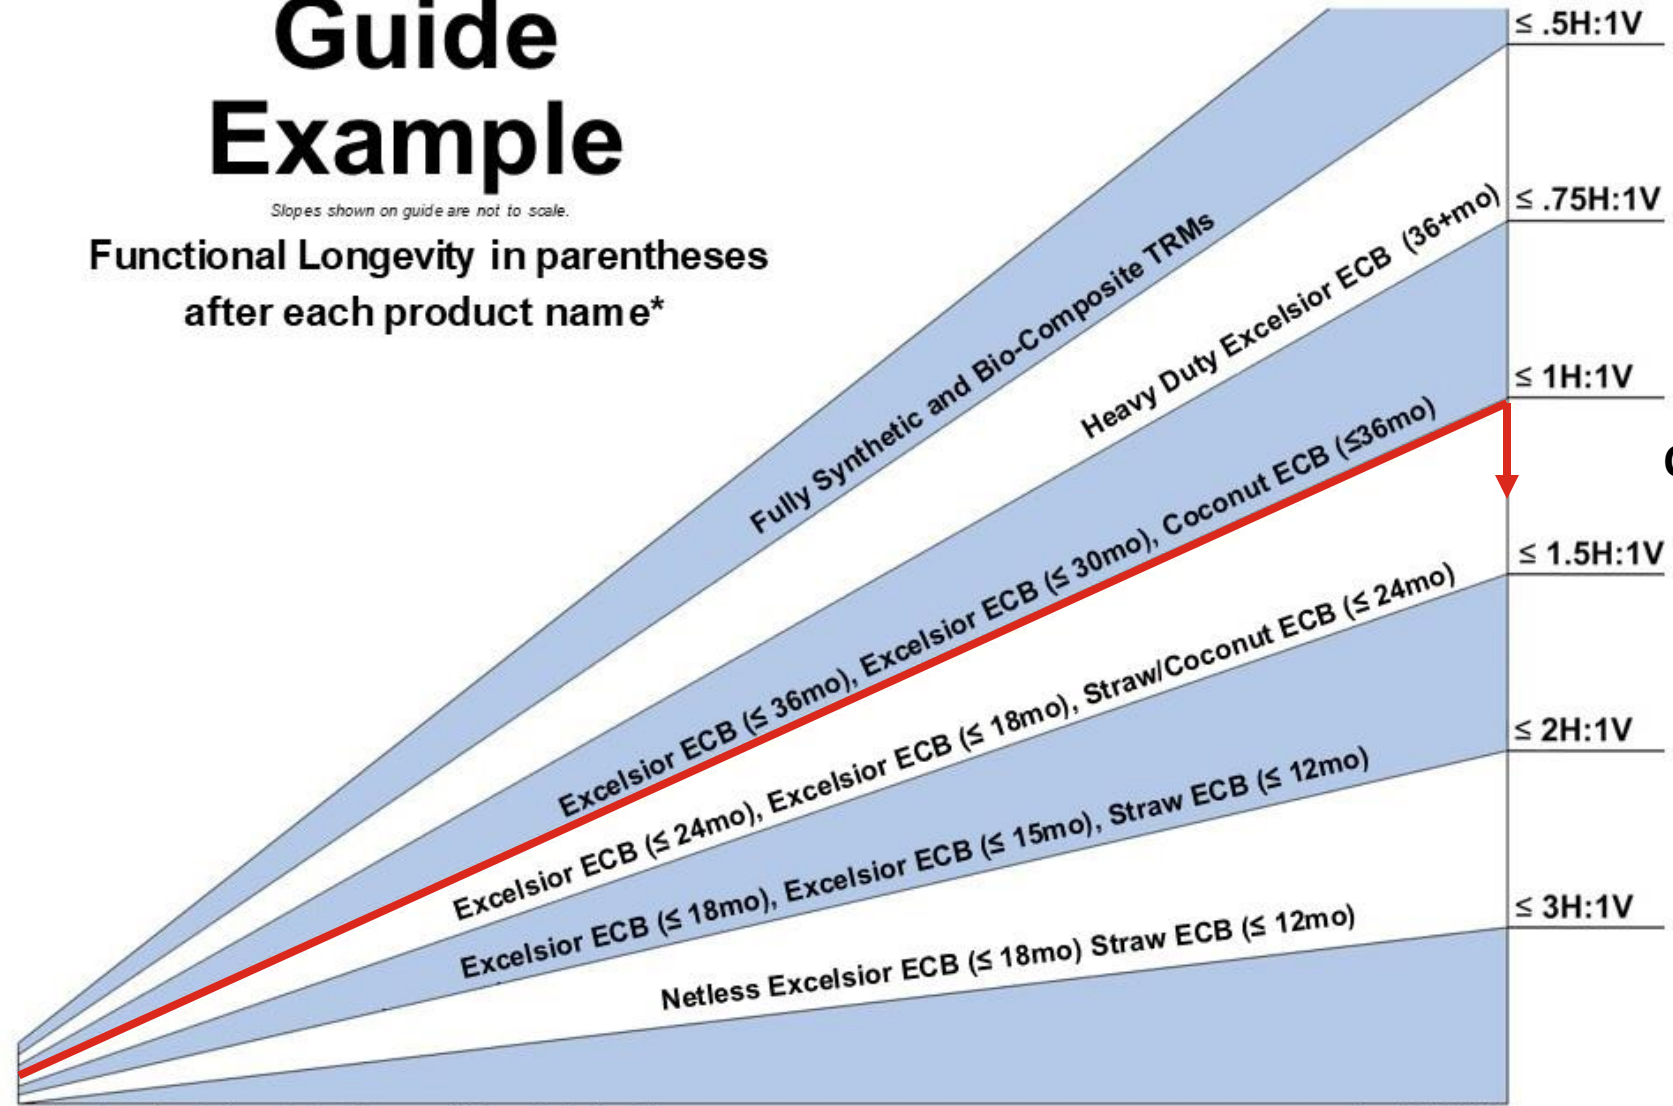 Guide
Example
Slopes shown on guide are not to scale.
Functional Longevity in parentheses
after each product name*
≤ .5H:1V
Fully Synthetic and Bio-Composite TRMs
≤ .75H:1V
Heavy Duty Excelsior ECB (36+mo)
≤ 1H:1V
Excelsior ECB (≤ 36mo), Excelsior ECB (≤ 30mo), Coconut ECB (≤36mo)
≤ 1.5H:1V
Excelsior ECB (≤ 24mo), Excelsior ECB (≤ 18mo), Straw/Coconut ECB (≤ 24mo)
≤ 2H:1V
Excelsior ECB (≤ 18mo), Excelsior ECB (≤ 15mo), Straw ECB (≤ 12mo)
≤ 3H:1V
Netless Excelsior ECB (≤ 18mo) Straw ECB (≤ 12mo)